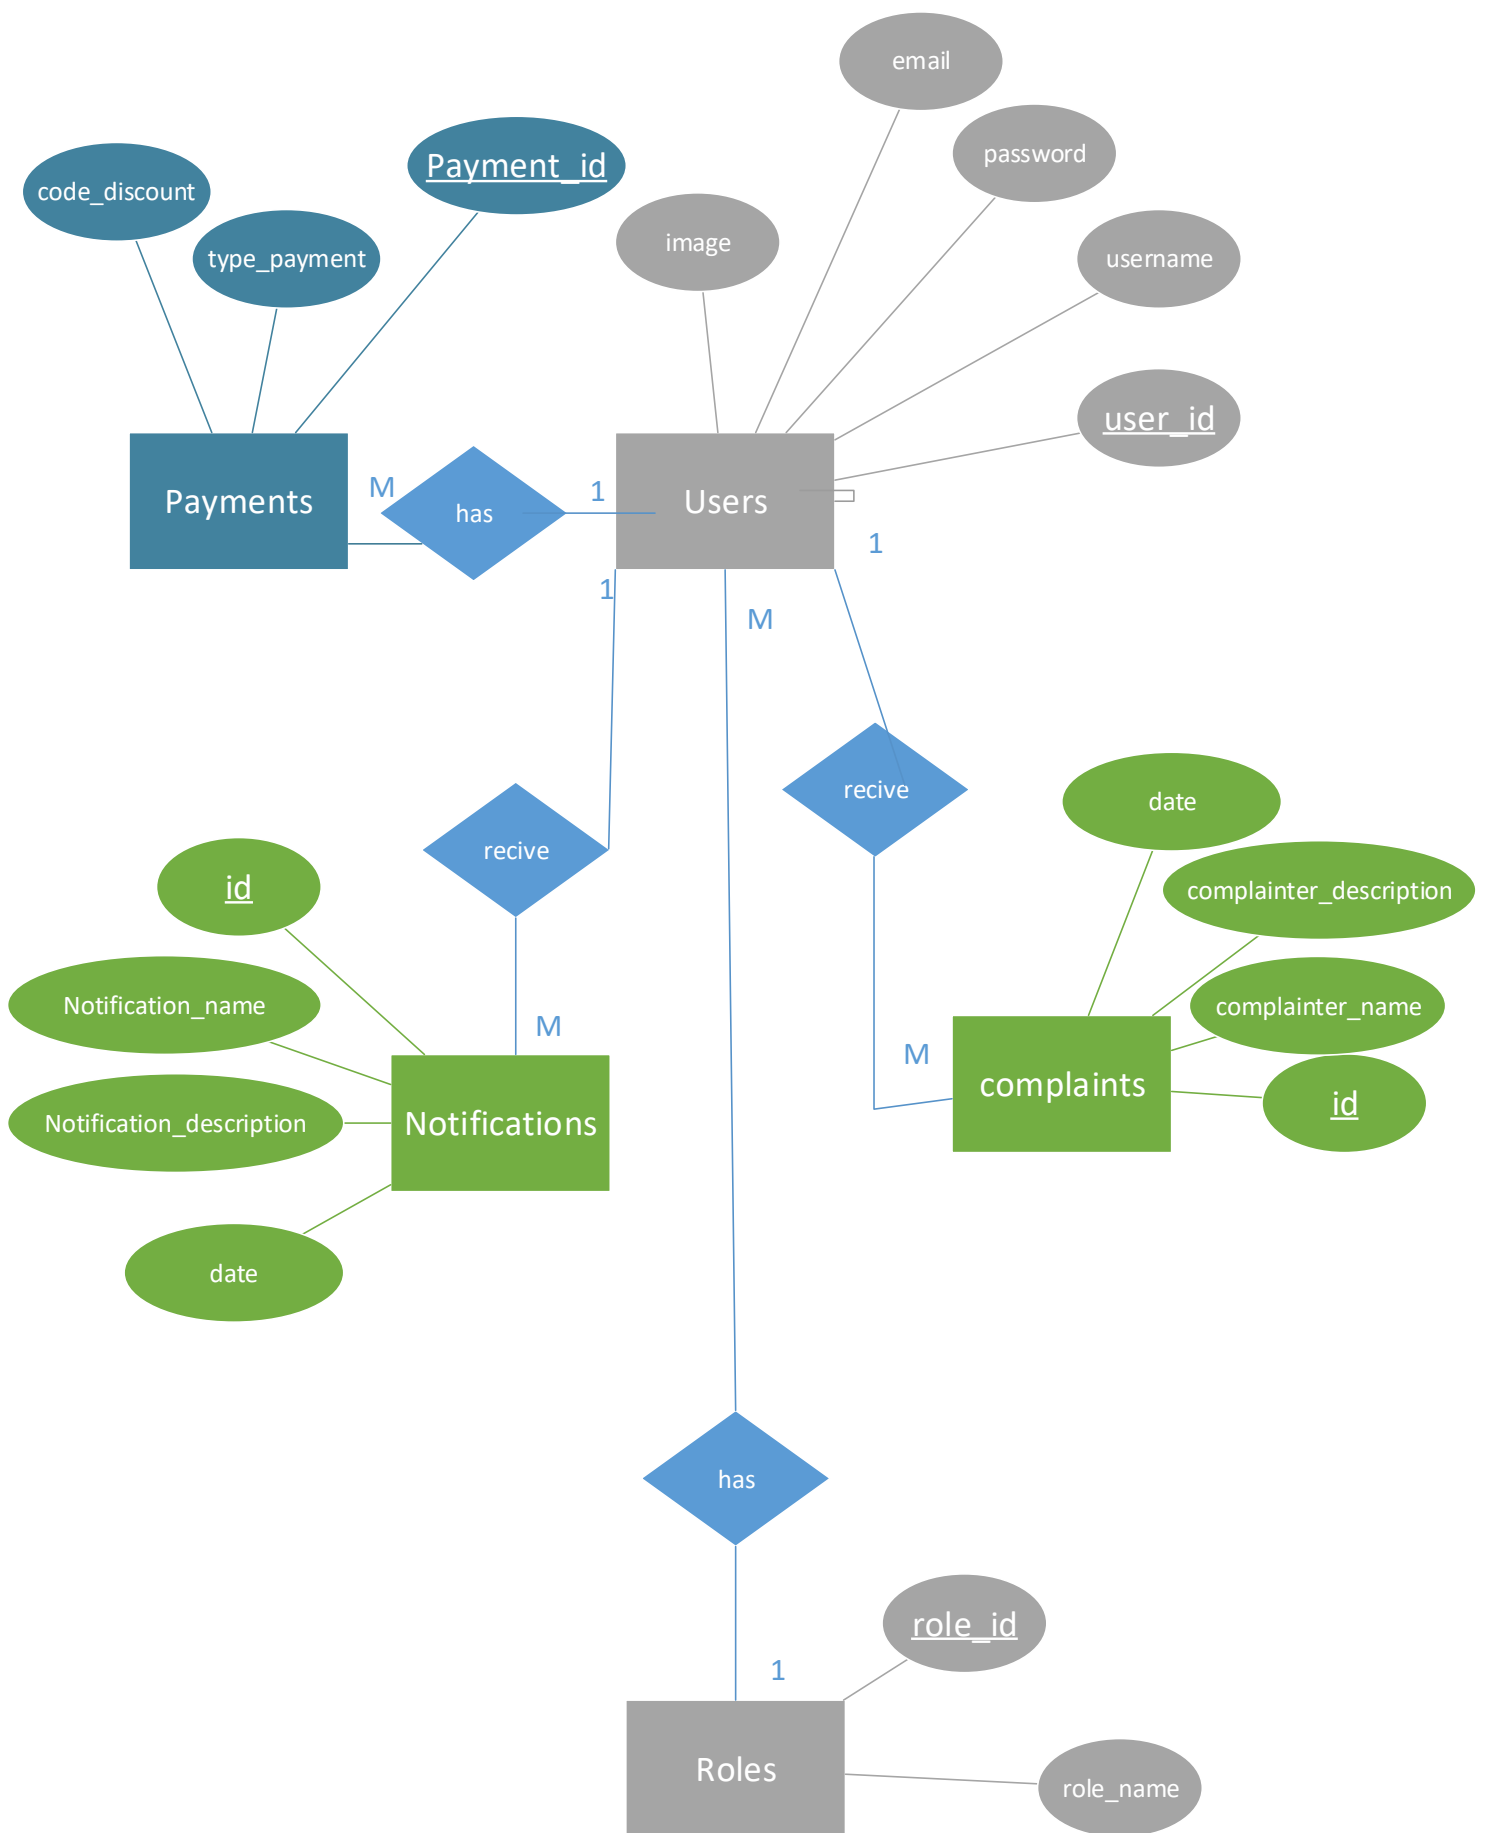 email
password
Payment_id
code_discount
image
type_payment
username
user_id
Payments
M
has
1
Users
1
1
M
recive
recive
date
id
complainter_description
Notification_name
complainter_name
M
M
complaints
id
Notification_description
Notifications
date
has
role_id
1
Roles
role_name